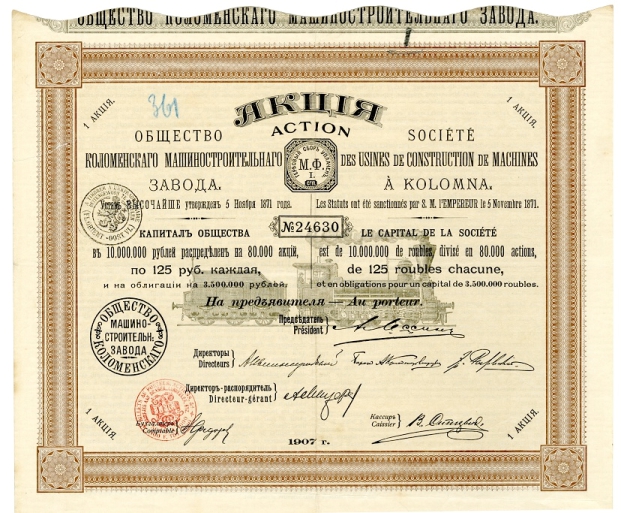 ОБЩЕСТВО КОЛОМЕНСКАГО МАШИНОСТРОИТЕЛЬНАГО ЗАВОДА.
1 АКЦІЯ.
1 АКЦІЯ.
361
АКЦІЯ
ACTION
ОБЩЕСТВО
КОЛОМЕНСКАГО МАШИНОСТРОИТЕЛЬНАГО
ЗАВОДА.
Уставъ ВЫСОЧАЙШЕ утвержден 5 Ноября 1871 года.
М.Ф.
I.
SOCIÉTÉ
DES USINES DE CONSTRUCTION DE MACHINES
À KOLOMNA.
Les Statuts ont été sanctionnés par S. M. l'EMPEREUR le 5 Novembre 1871.
№24630
КАПИТАЛЪ ОБЩЕСТВА
въ 10.000.000 рублей распредѣленъ на 80.000 акцій,
по 125 руб. каждая,
и на облигаціи на 3.500.000 рублей.
LE CAPITAL DE LA SOCIÉTÉ
est de 10.000.000 de roubles, divisé en 80.000 actions,
de 125 roubles chacune,
et en obligations pour un capital de 3.500.000 roubles.
На предъявителя — Au porteur.
ОБЩЕСТВО
МАШИНО-
СТРОИТЕЛЬН.
ЗАВОДА
КОЛОМЕНСКАГО
Предсѣдатель
Président
Директоры
Directeurs
Директоръ-распорядитель
Directeur-gérant
Бухгалтеръ
Comptable
Кассиръ
Caissier
1 АКЦІЯ.
1 АКЦІЯ.
1907 г.